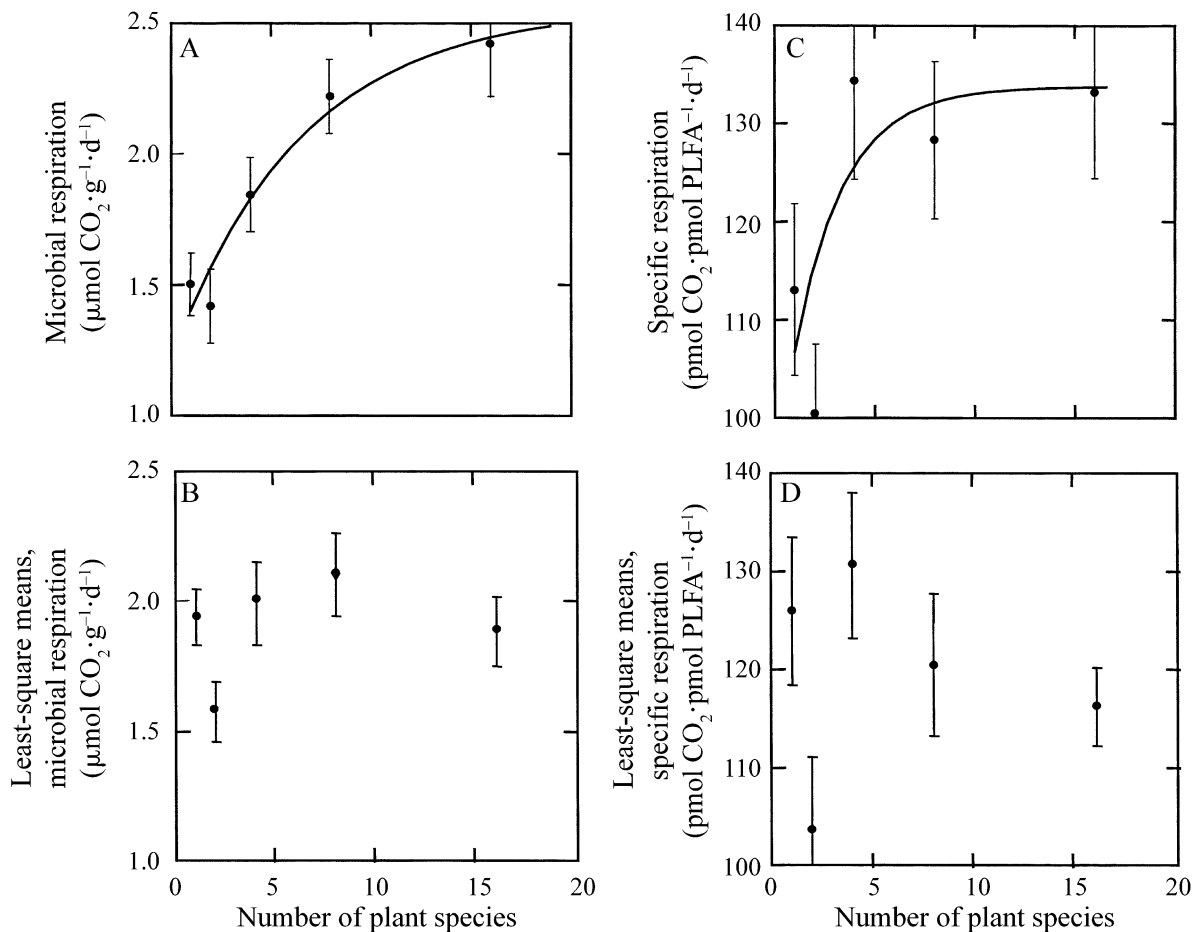 A
2.5
2.0
1.5
1.0
Microbial respiration
(μmol CO₂·g⁻¹·d⁻¹)
C
140
130
120
110
100
Specific respiration
(pmol CO₂·pmol PLFA⁻¹·d⁻¹)
B
2.5
2.0
1.5
1.0
Least-square means,
microbial respiration
(μmol CO₂·g⁻¹·d⁻¹)
0 5 10 15 20
Number of plant species
D
140
130
120
110
100
Least-square means,
specific respiration
(pmol CO₂·pmol PLFA⁻¹·d⁻¹)
0 5 10 15 20
Number of plant species